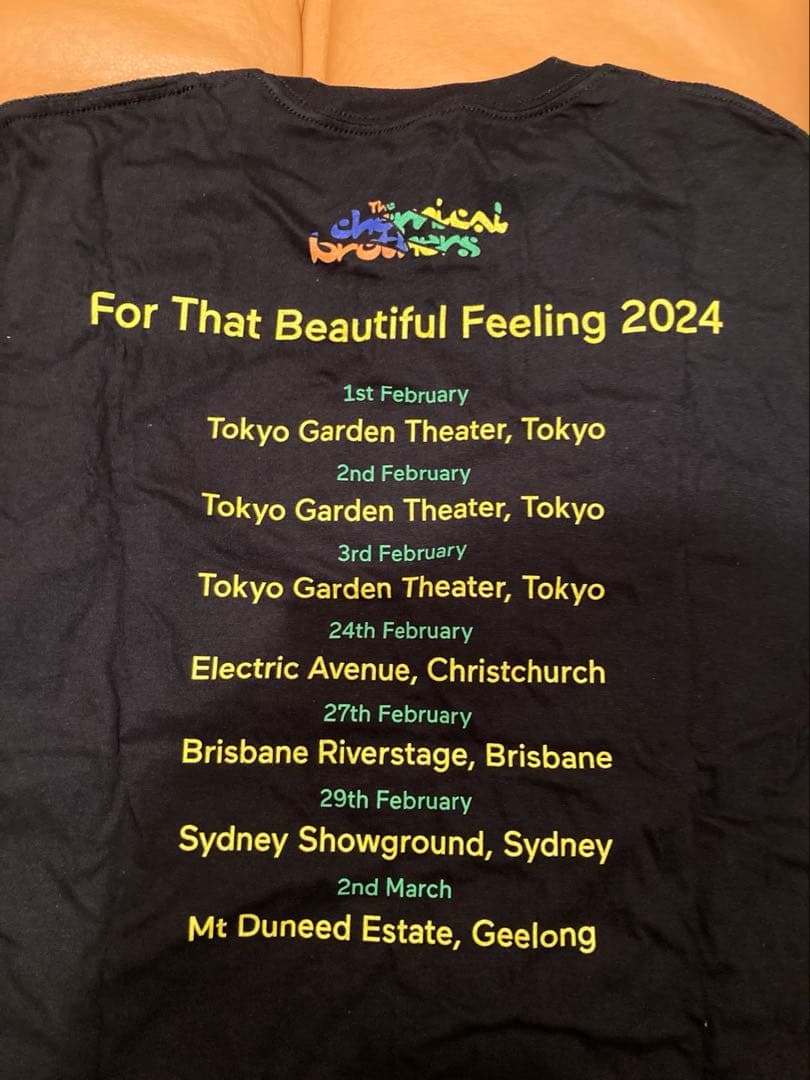 The
chemical
brothers
For That Beautiful Feeling 2024
1st February
Tokyo Garden Theater, Tokyo
2nd February
Tokyo Garden Theater, Tokyo
3rd February
Tokyo Garden Theater, Tokyo
24th February
Electric Avenue, Christchurch
27th February
Brisbane Riverstage, Brisbane
29th February
Sydney Showground, Sydney
2nd March
Mt Duneed Estate, Geelong